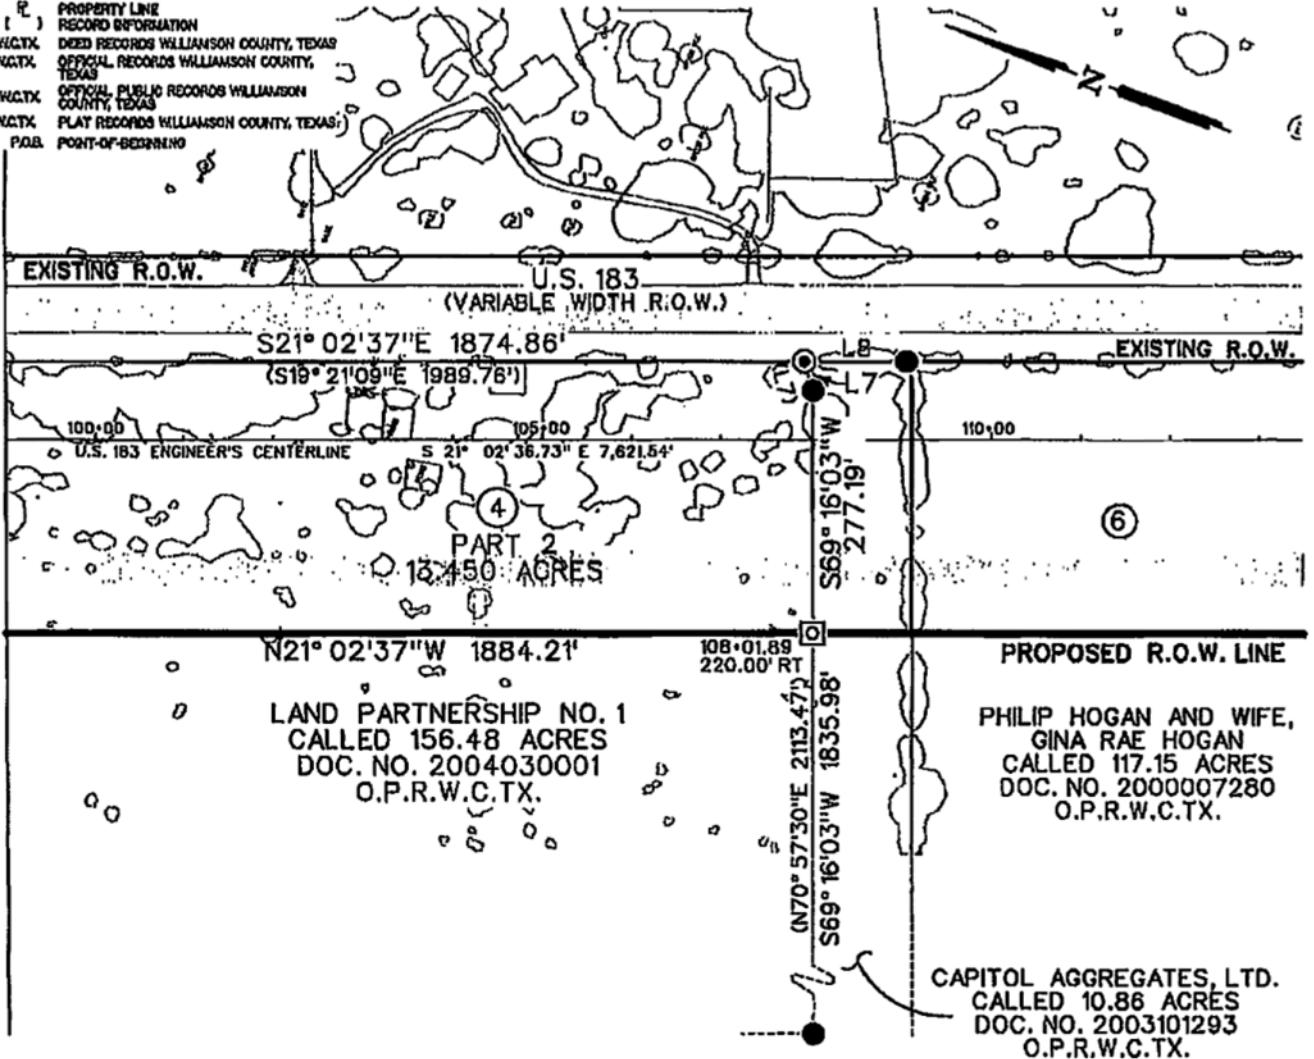 PROPERTY LINE
( ) RECORD INFORMATION
W.C.TX. DEED RECORDS WILLIAMSON COUNTY, TEXAS
W.C.TX. OFFICIAL RECORDS WILLIAMSON COUNTY,
TEXAS
W.C.TX. OFFICIAL PUBLIC RECORDS WILLIAMSON
COUNTY, TEXAS
W.C.TX. PLAT RECORDS WILLIAMSON COUNTY, TEXAS
P.O.B. POINT-OF-BEGINNING
N
EXISTING R.O.W.
U.S. 183
(VARIABLE WIDTH R.O.W.)
S21° 02'37"E 1874.86'
(S19° 21'09"E 1989.76')
L8
EXISTING R.O.W.
L7
100+00
105+00
110+00
U.S. 183 ENGINEER'S CENTERLINE S 21° 02'36.73" E 7,621.54'
S69° 16'03"W
277.19'
4
PART 2
13.450 ACRES
6
N21° 02'37"W 1884.21'
108+01.89
220.00' RT
PROPOSED R.O.W. LINE
LAND PARTNERSHIP NO. 1
CALLED 156.48 ACRES
DOC. NO. 2004030001
O.P.R.W.C.TX.
(N70° 57'30"E 2113.47')
S69° 16'03"W 1835.98'
PHILIP HOGAN AND WIFE,
GINA RAE HOGAN
CALLED 117.15 ACRES
DOC. NO. 2000007280
O.P.R.W.C.TX.
CAPITOL AGGREGATES, LTD.
CALLED 10.86 ACRES
DOC. NO. 2003101293
O.P.R.W.C.TX.